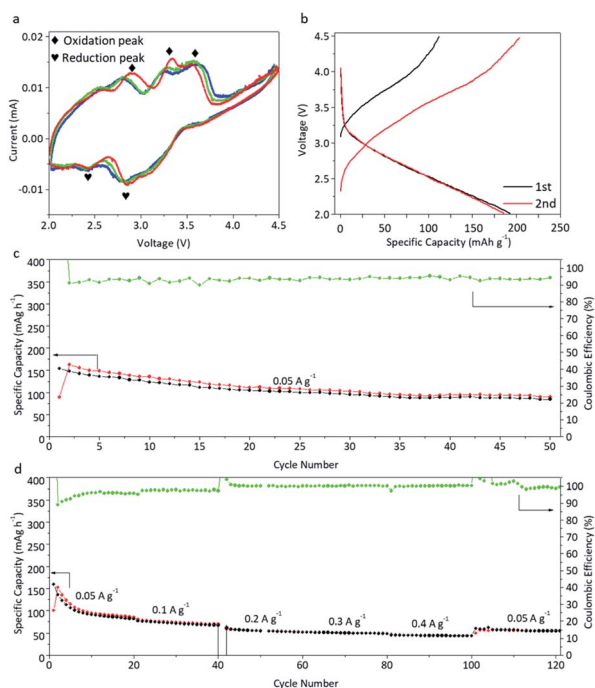 a
0.02
0.01
0.00
-0.01
2.0 2.5 3.0 3.5 4.0 4.5
Current (mA)
Voltage (V)
♦ Oxidation peak
♥ Reduction peak
b
4.5
4.0
3.5
3.0
2.5
2.0
0 50 100 150 200 250
Voltage (V)
Specific Capacity (mAh g⁻¹)
1st
2nd
c
400
350
300
250
200
150
100
50
0
0 5 10 15 20 25 30 35 40 45 50
Specific Capacity (mAg h⁻¹)
Cycle Number
0.05 A g⁻¹
100
90
80
70
60
50
40
30
20
10
0
Coulombic Efficiency (%)
d
400
350
300
250
200
150
100
50
0
0 20 40 60 80 100 120
Specific Capacity (mAg h⁻¹)
Cycle Number
0.05 A g⁻¹
0.1 A g⁻¹
0.2 A g⁻¹
0.3 A g⁻¹
0.4 A g⁻¹
0.05 A g⁻¹
100
80
60
40
20
0
Coulombic Efficiency (%)